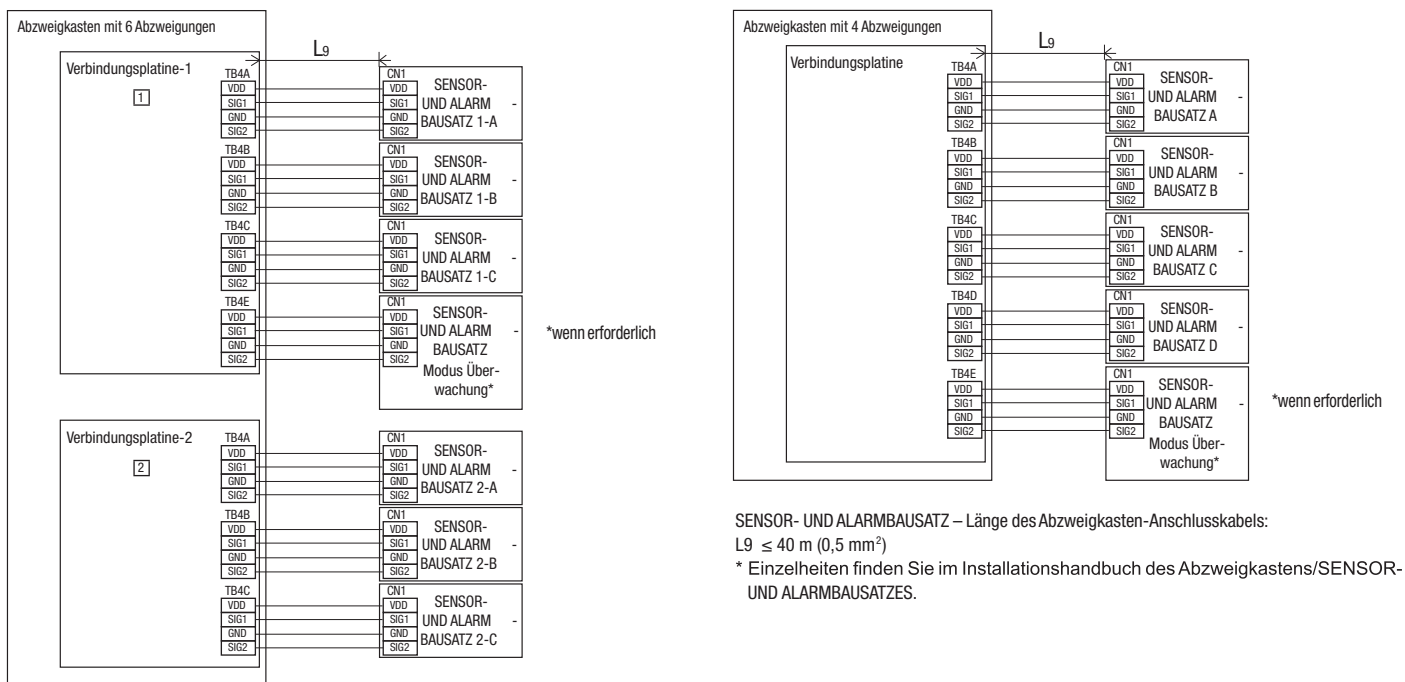 Abzweigkasten mit 6 Abzweigungen
L9
Verbindungsplatine-1
1
TB4A
VDD
SIG1
GND
SIG2
CN1
VDD
SIG1
GND
SIG2
SENSOR-
UND ALARM -
BAUSATZ 1-A
TB4B
VDD
SIG1
GND
SIG2
CN1
VDD
SIG1
GND
SIG2
SENSOR-
UND ALARM -
BAUSATZ 1-B
TB4C
VDD
SIG1
GND
SIG2
CN1
VDD
SIG1
GND
SIG2
SENSOR-
UND ALARM -
BAUSATZ 1-C
TB4E
VDD
SIG1
GND
SIG2
CN1
VDD
SIG1
GND
SIG2
SENSOR-
UND ALARM -
BAUSATZ
Modus Über-
wachung*
*wenn erforderlich
Verbindungsplatine-2
2
TB4A
VDD
SIG1
GND
SIG2
CN1
VDD
SIG1
GND
SIG2
SENSOR-
UND ALARM -
BAUSATZ 2-A
TB4B
VDD
SIG1
GND
SIG2
CN1
VDD
SIG1
GND
SIG2
SENSOR-
UND ALARM -
BAUSATZ 2-B
TB4C
VDD
SIG1
GND
SIG2
CN1
VDD
SIG1
GND
SIG2
SENSOR-
UND ALARM -
BAUSATZ 2-C
Abzweigkasten mit 4 Abzweigungen
L9
Verbindungsplatine
TB4A
VDD
SIG1
GND
SIG2
CN1
VDD
SIG1
GND
SIG2
SENSOR-
UND ALARM -
BAUSATZ A
TB4B
VDD
SIG1
GND
SIG2
CN1
VDD
SIG1
GND
SIG2
SENSOR-
UND ALARM -
BAUSATZ B
TB4C
VDD
SIG1
GND
SIG2
CN1
VDD
SIG1
GND
SIG2
SENSOR-
UND ALARM -
BAUSATZ C
TB4D
VDD
SIG1
GND
SIG2
CN1
VDD
SIG1
GND
SIG2
SENSOR-
UND ALARM -
BAUSATZ D
TB4E
VDD
SIG1
GND
SIG2
CN1
VDD
SIG1
GND
SIG2
SENSOR-
UND ALARM -
BAUSATZ
Modus Über-
wachung*
*wenn erforderlich
SENSOR- UND ALARMBAUSATZ – Länge des Abzweigkasten-Anschlusskabels:
L9 ≤ 40 m (0,5 mm²)
* Einzelheiten finden Sie im Installationshandbuch des Abzweigkastens/SENSOR-
UND ALARMBAUSATZES.